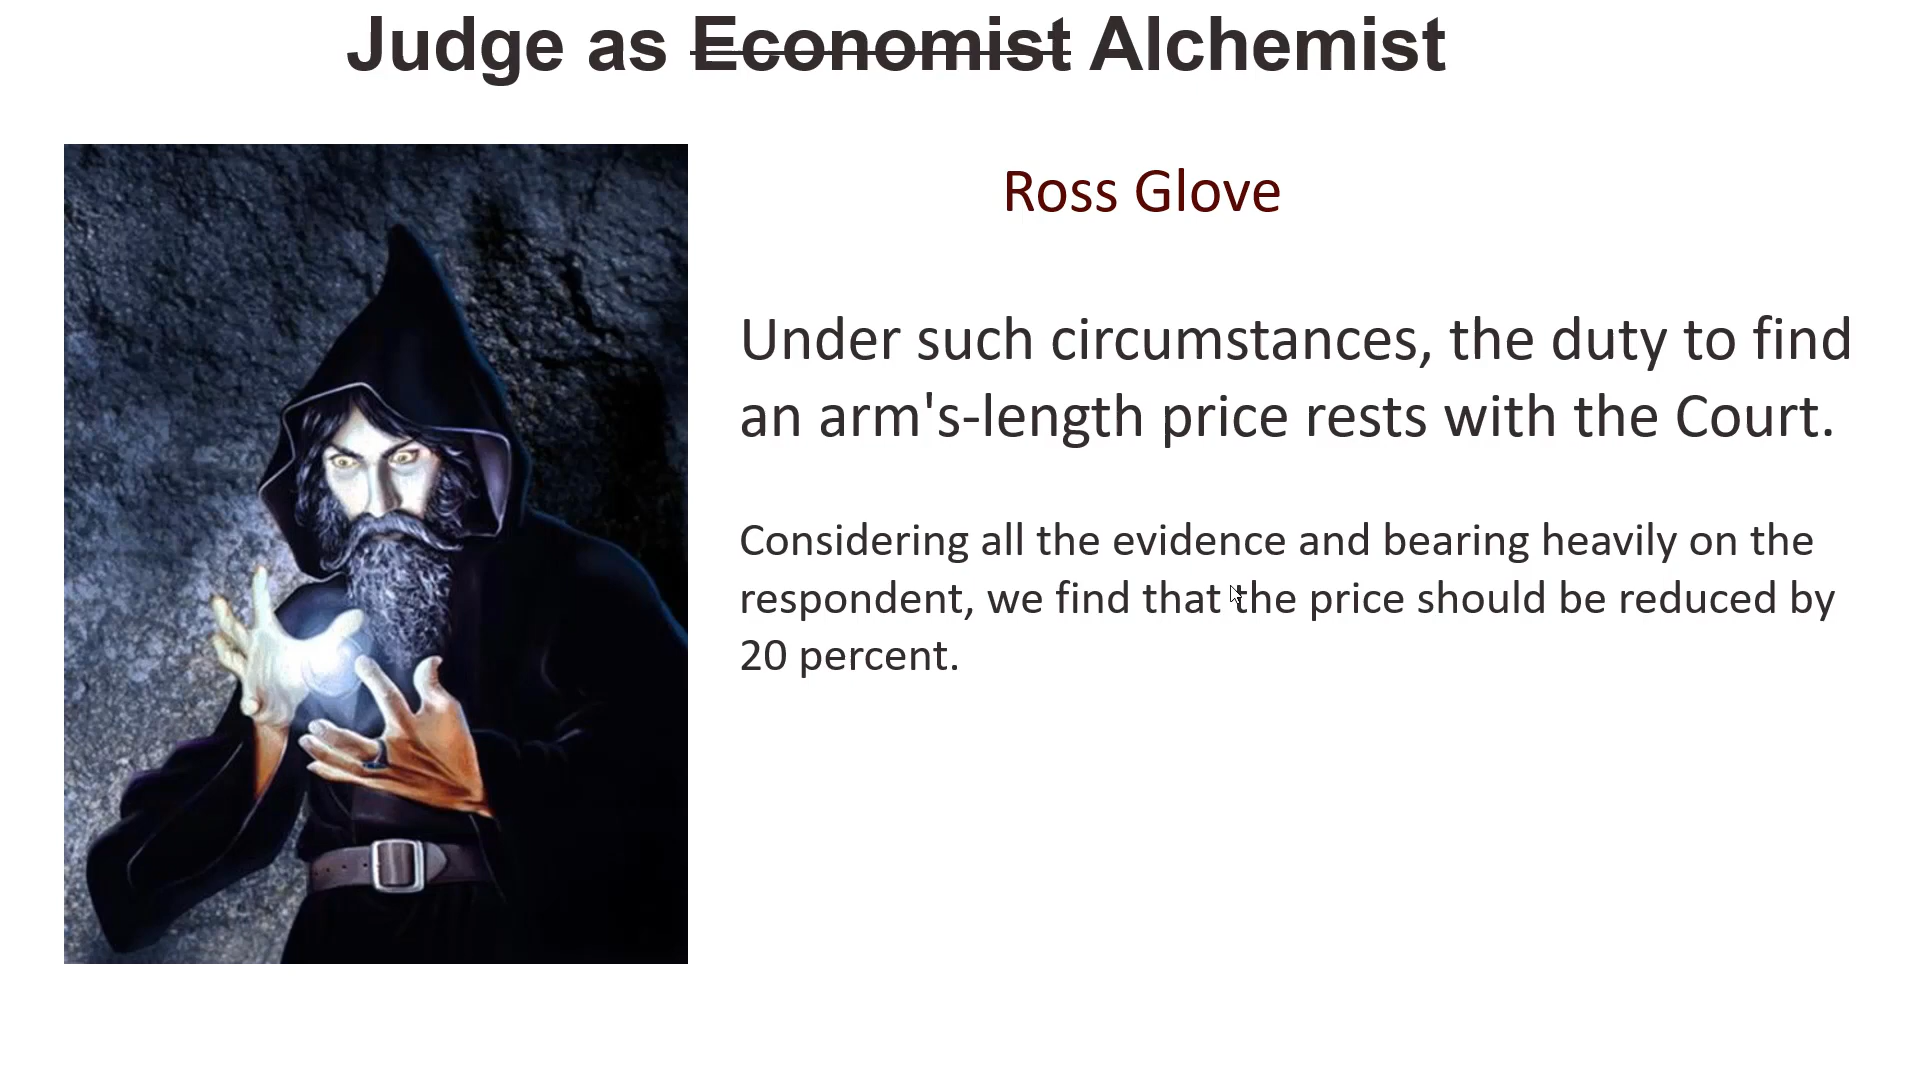 Judge as Economist Alchemist
Ross Glove
Under such circumstances, the duty to find
an arm's-length price rests with the Court.
Considering all the evidence and bearing heavily on the
respondent, we find that the price should be reduced by
20 percent.